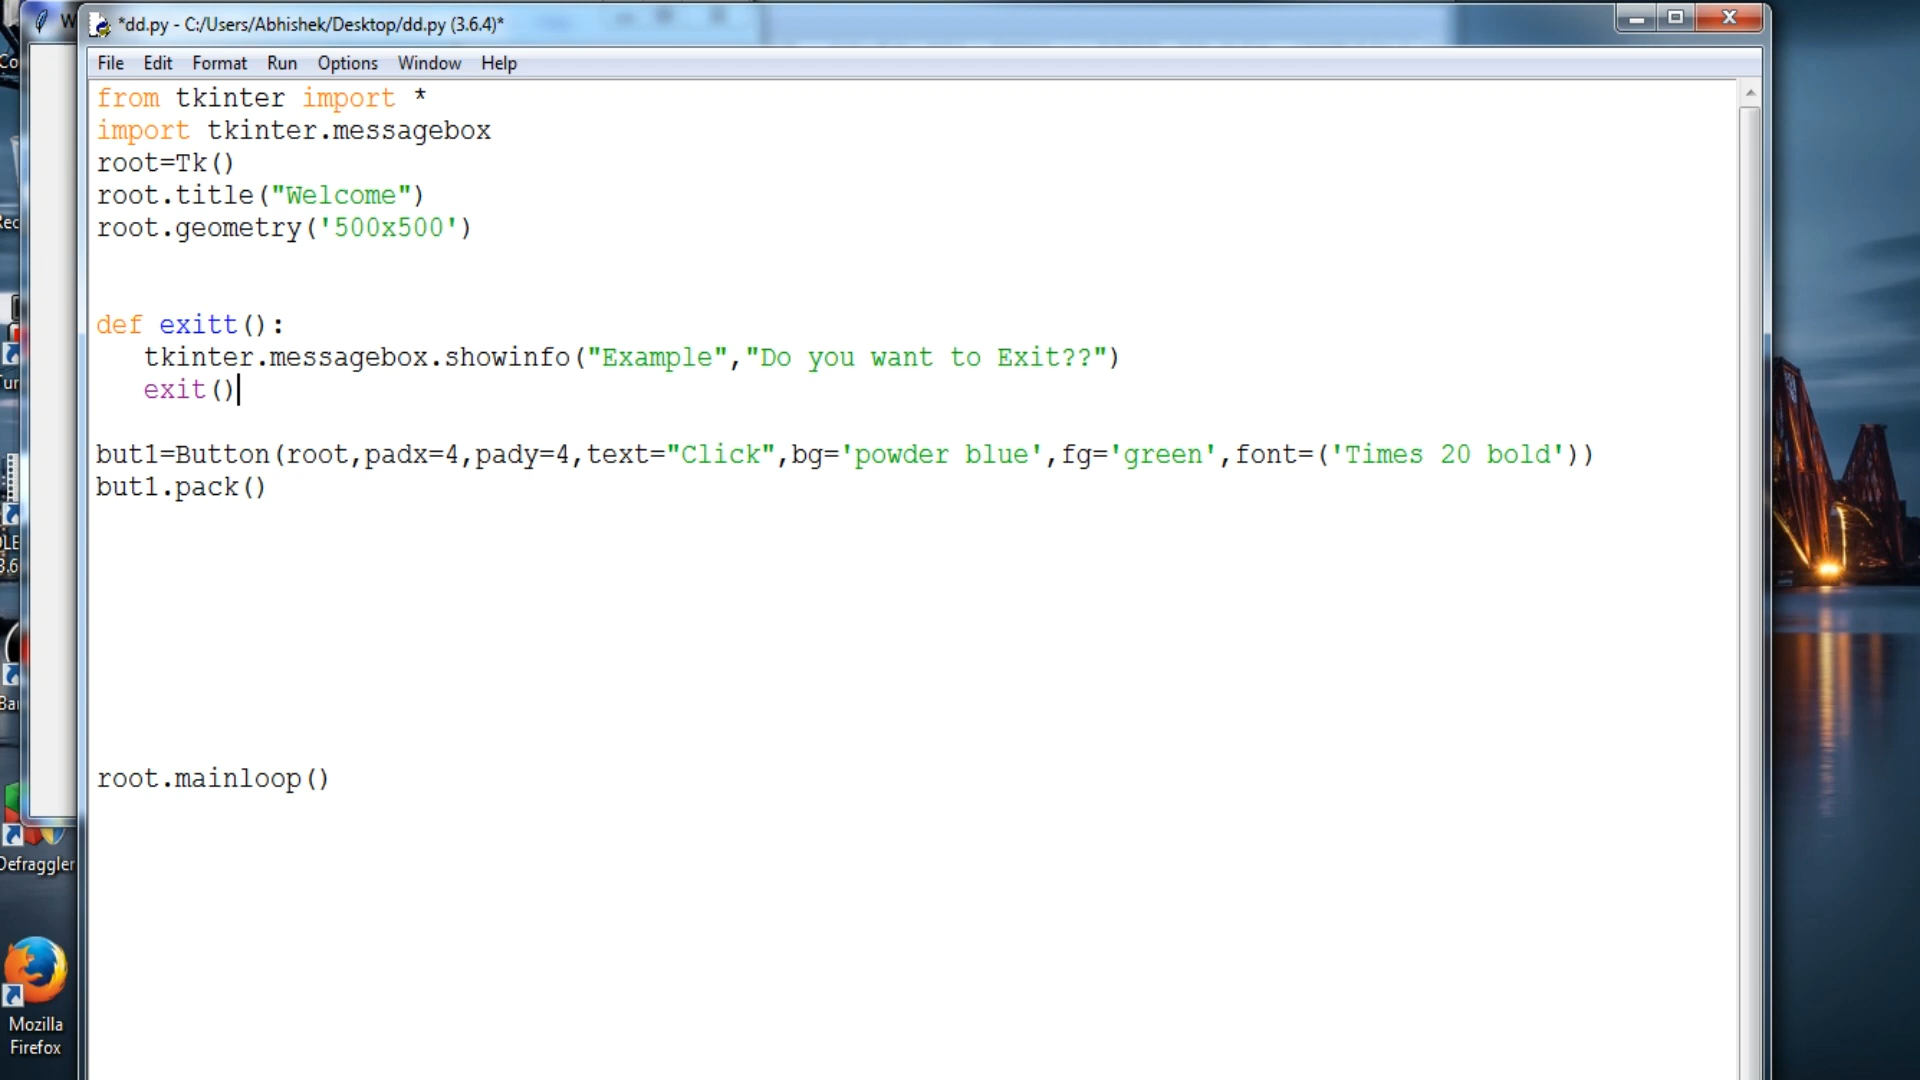 W
*dd.py - C:/Users/Abhishek/Desktop/dd.py (3.6.4)*
File Edit Format Run Options Window Help
from tkinter import *
import tkinter.messagebox
root=Tk()
root.title("Welcome")
root.geometry('500x500')
def exitt():
tkinter.messagebox.showinfo("Example","Do you want to Exit??")
exit()
but1=Button(root,padx=4,pady=4,text="Click",bg='powder blue',fg='green',font=('Times 20 bold'))
but1.pack()
root.mainloop()
Defraggler
Mozilla
Firefox